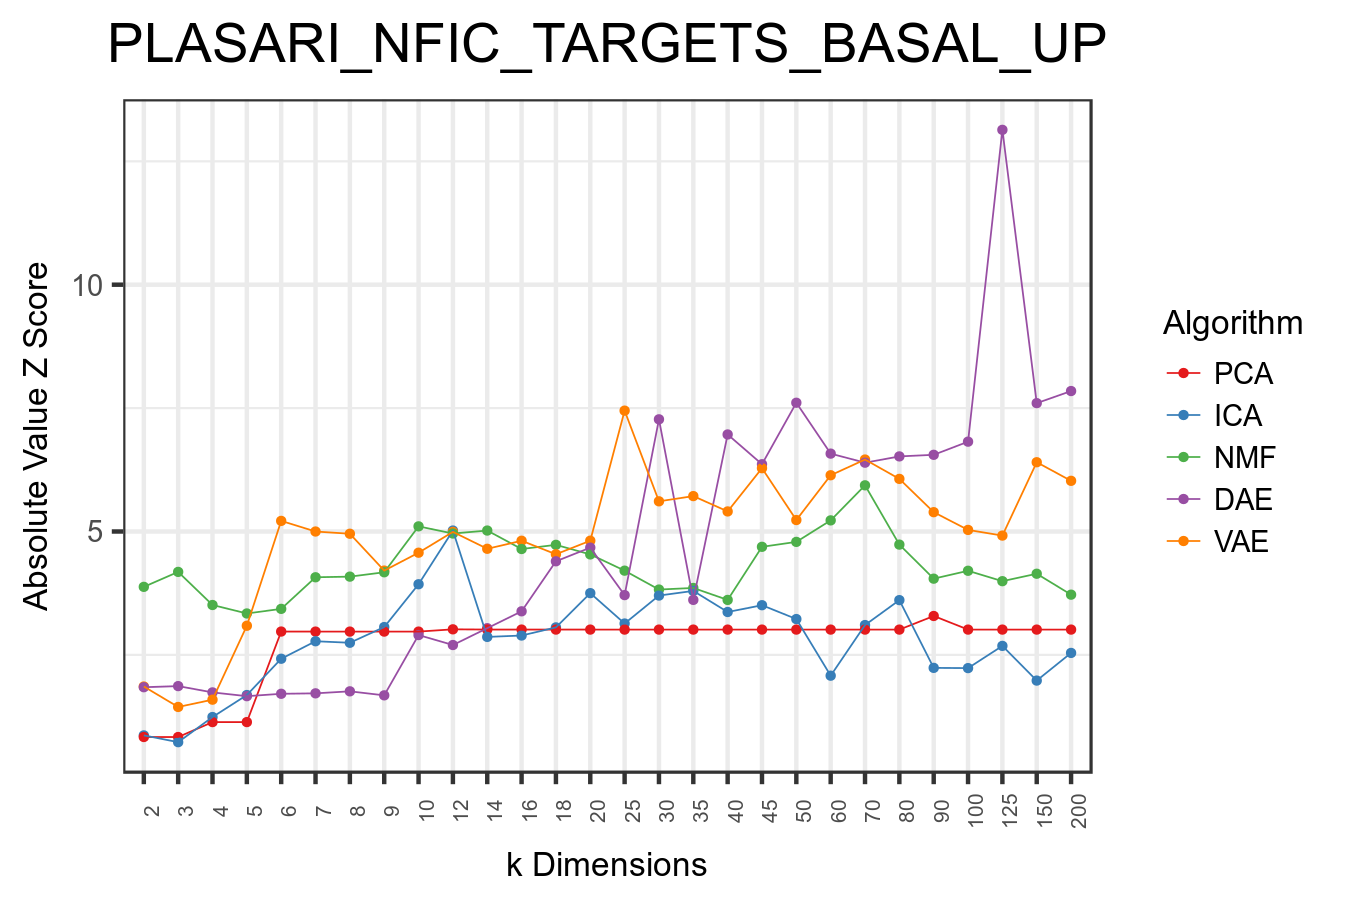 PLASARI_NFIC_TARGETS_BASAL_UP
Absolute Value Z Score
10
5
2 3 4 5 6 7 8 9 10 12 14 16 18 20 25 30 35 40 45 50 60 70 80 90 100 125 150 200
k Dimensions
Algorithm
PCA
ICA
NMF
DAE
VAE